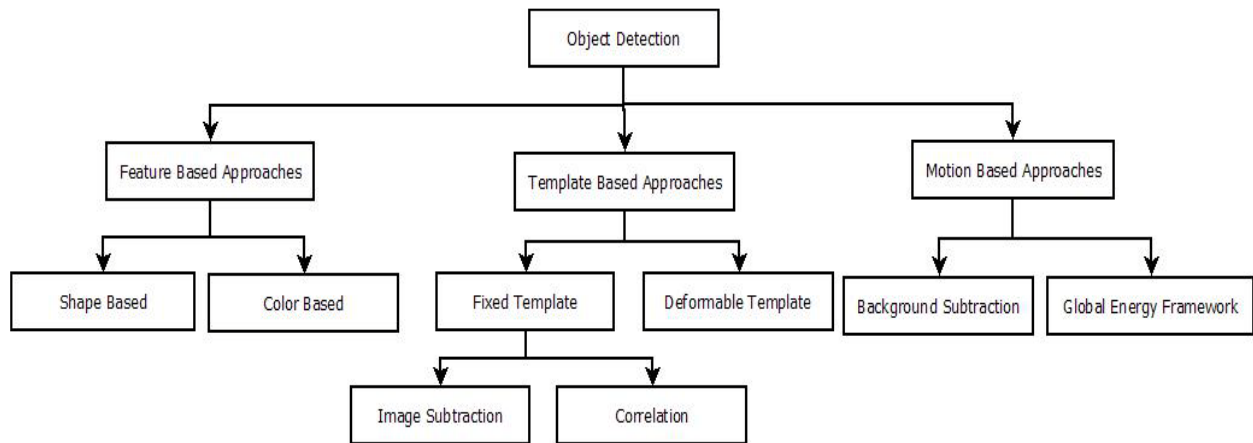 Object Detection
Feature Based Approaches
Template Based Approaches
Motion Based Approaches
Shape Based
Color Based
Fixed Template
Deformable Template
Background Subtraction
Global Energy Framework
Image Subtraction
Correlation